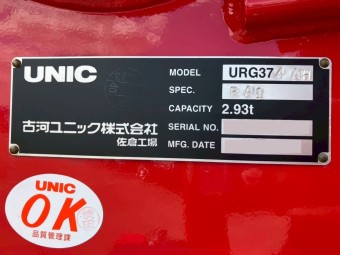 UNIC
MODEL URG37
SPEC.
CAPACITY 2.93t
古河ユニック株式会社
佐倉工場
SERIAL NO.
MFG. DATE
UNIC
OK
品質管理課